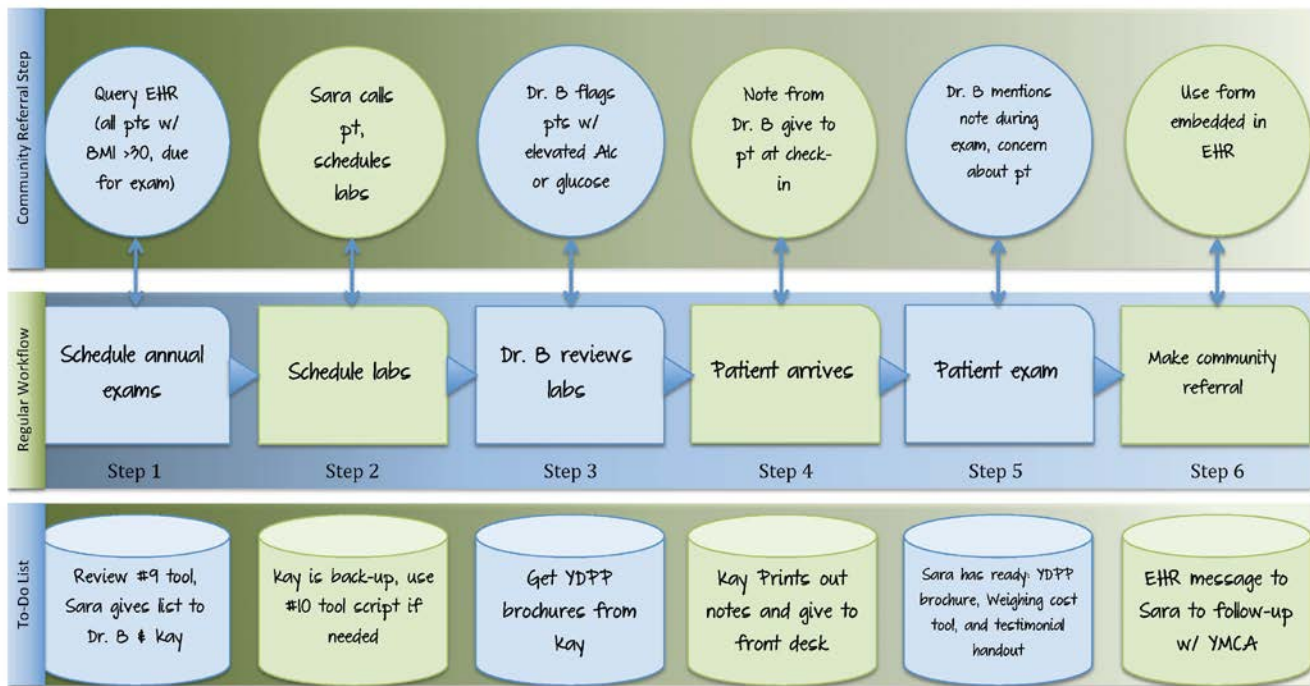 Community Referral Step
Query EHR
(all pts w/
BMI >30, due
for exam)
Sara calls
pt,
schedules
labs
Dr. B flags
pts w/
elevated A1c
or glucose
Note from
Dr. B give to
pt at check-
in
Dr. B mentions
note during
exam, concern
about pt
Use form
embedded in
EHR
Regular Workflow
Schedule annual
exams
Schedule labs
Dr. B reviews
labs
Patient arrives
Patient exam
Make community
referral
Step 1
Step 2
Step 3
Step 4
Step 5
Step 6
To-Do List
Review #9 tool,
Sara gives list to
Dr. B & Kay
Kay is back-up, use
#10 tool script if
needed
Get YDPP
brochures from
Kay
Kay Prints out
notes and give to
front desk
Sara has ready: YDPP
brochure, Weighing cost
tool, and testimonial
handout
EHR message to
Sara to follow-up
w/ YMCA